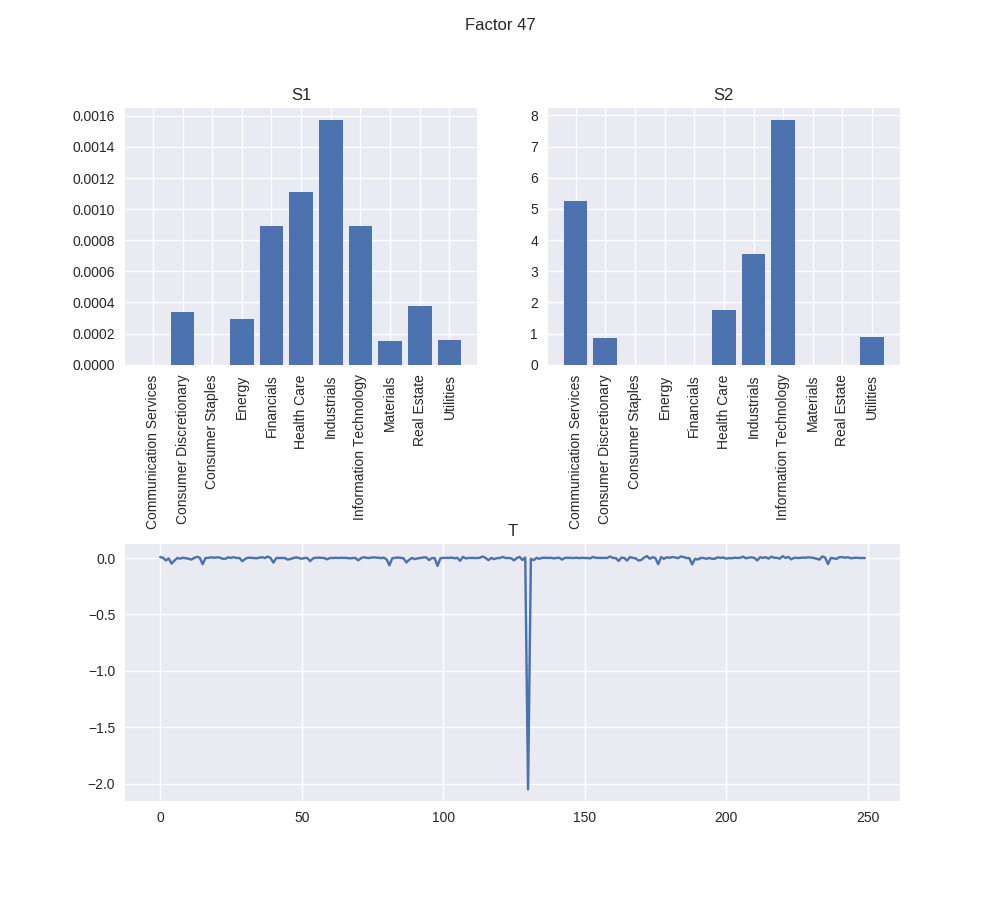 Factor 47
S1
0.0016
0.0014
0.0012
0.0010
0.0008
0.0006
0.0004
0.0002
0.0000
Communication Services
Consumer Discretionary
Consumer Staples
Energy
Financials
Health Care
Industrials
Information Technology
Materials
Real Estate
Utilities
S2
8
7
6
5
4
3
2
1
0
Communication Services
Consumer Discretionary
Consumer Staples
Energy
Financials
Health Care
Industrials
Information Technology
Materials
Real Estate
Utilities
T
0.0
−0.5
−1.0
−1.5
−2.0
0 50 100 150 200 250